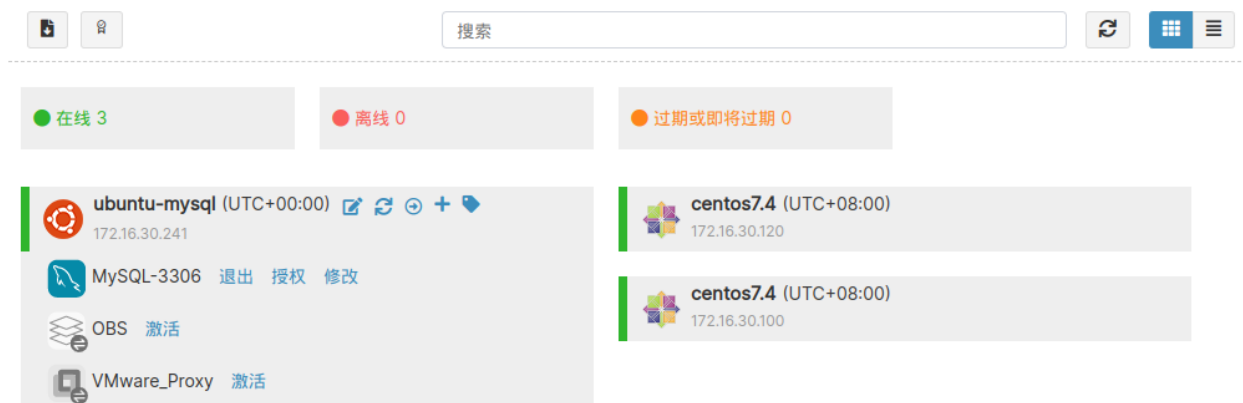 搜索
在线 3
离线 0
过期或即将过期 0
ubuntu-mysql (UTC+00:00)
172.16.30.241
MySQL-3306 退出 授权 修改
OBS 激活
VMware_Proxy 激活
centos7.4 (UTC+08:00)
172.16.30.120
centos7.4 (UTC+08:00)
172.16.30.100